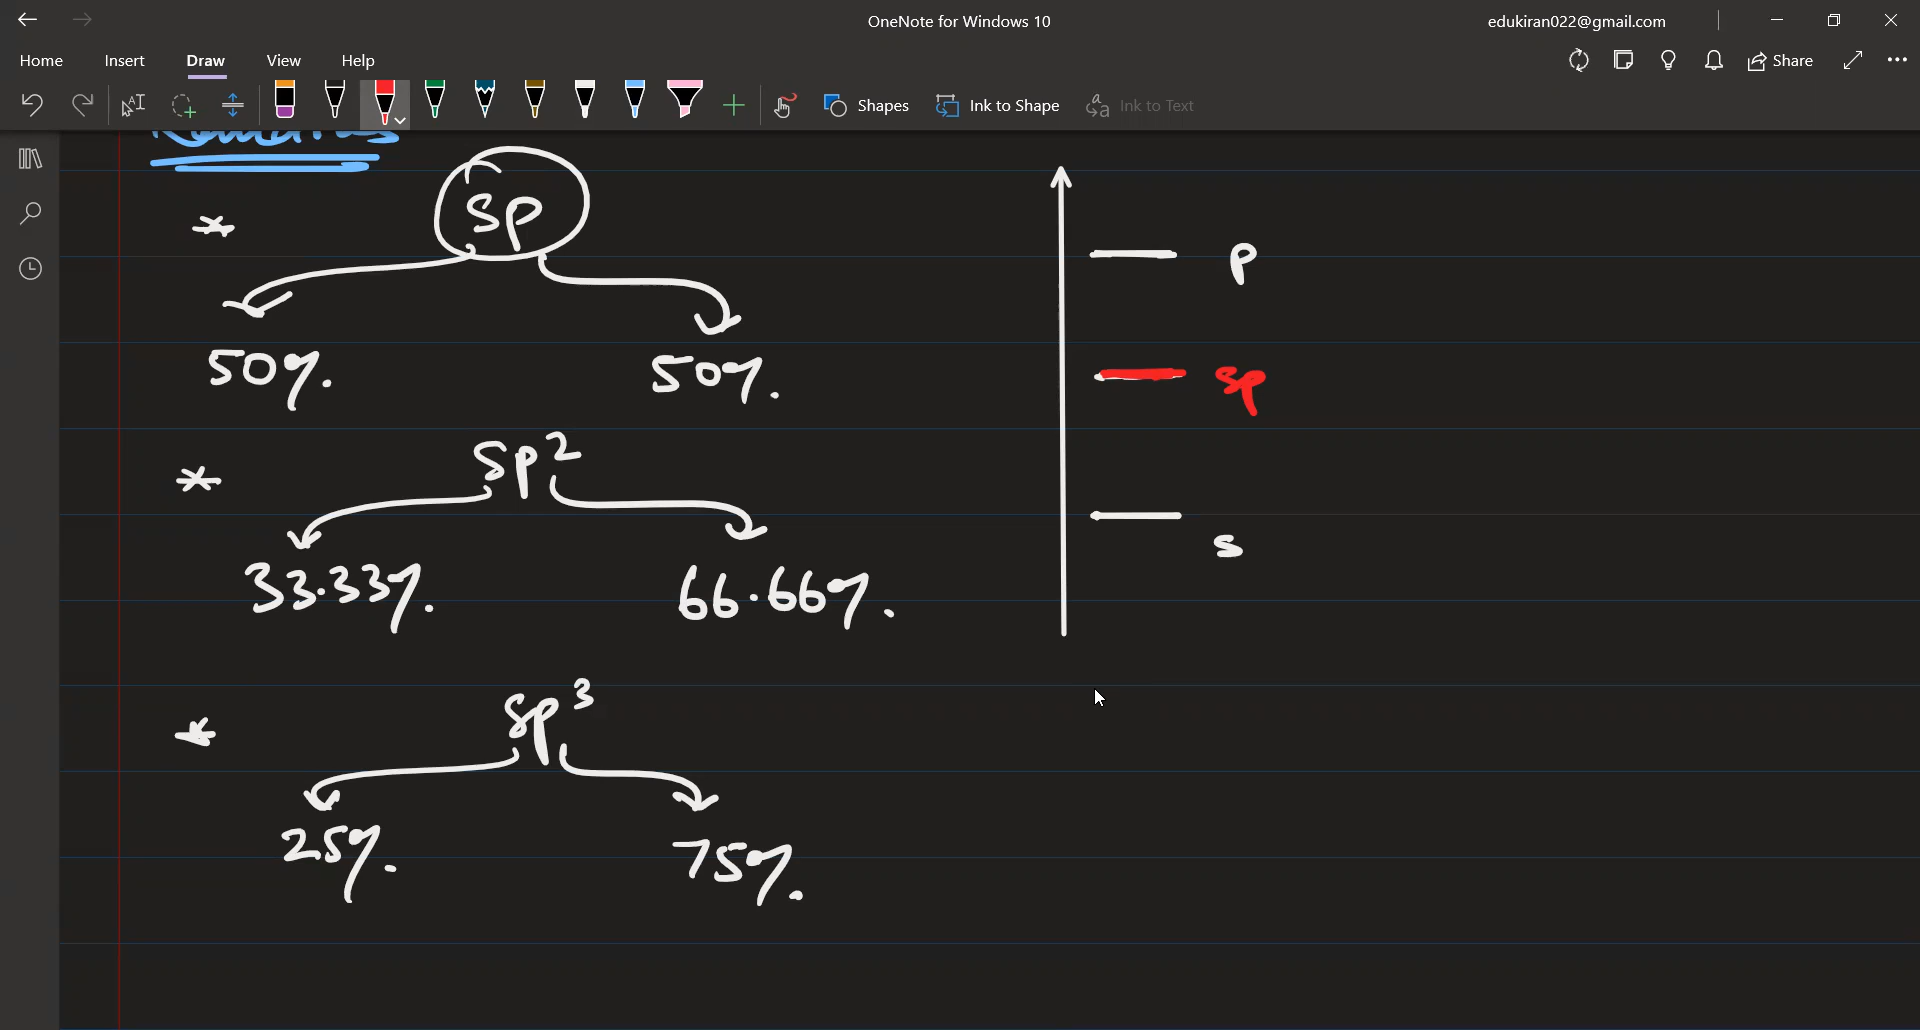 OneNote for Windows 10
edukiran022@gmail.com
Home Insert Draw View Help
Share
Shapes Ink to Shape Ink to Text
* sp
50% 50%
* sp²
33.33% 66.66%
* sp³
25% 75%
p
sp
s